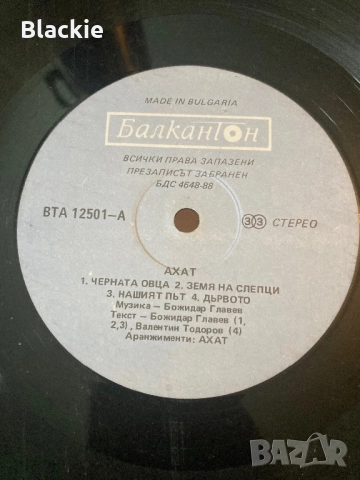 Blackie
MADE IN BULGARIA
Балкантон
ВСИЧКИ ПРАВА ЗАПАЗЕНИ
ПРЕЗАПИСЪТ ЗАБРАНЕН
БДС 4648-88
ВТА 12501-А
33 СТЕРЕО
АХАТ
1. ЧЕРНАТА ОВЦА 2. ЗЕМЯ НА СЛЕПЦИ
3. НАШИЯТ ПЪТ 4. ДЪРВОТО
Музика – Божидар Главев
Текст – Божидар Главев (1,
2,3) , Валентин Тодоров (4)
Аранжименти: АХАТ
BAZAR